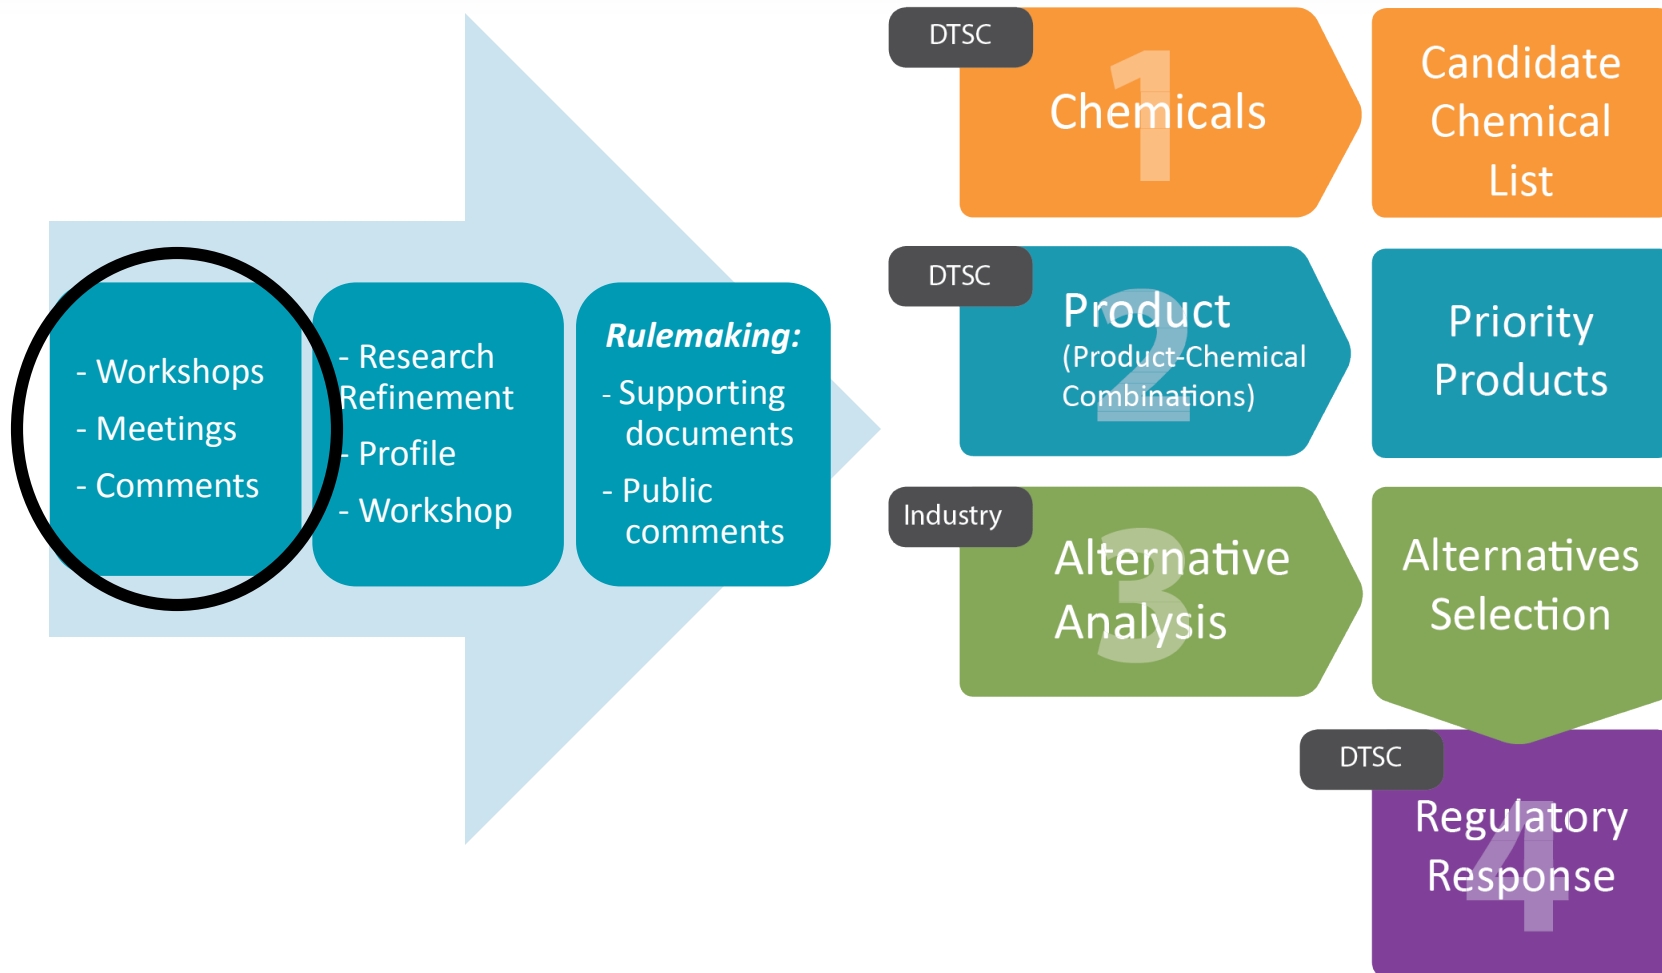 - Workshops
- Meetings
- Comments
- Research
Refinement
- Profile
- Workshop
Rulemaking:
- Supporting
documents
- Public
comments
DTSC
1
Chemicals
Candidate
Chemical
List
DTSC
2
Product
(Product-Chemical
Combinations)
Priority
Products
Industry
3
Alternative
Analysis
Alternatives
Selection
DTSC
4
Regulatory
Response